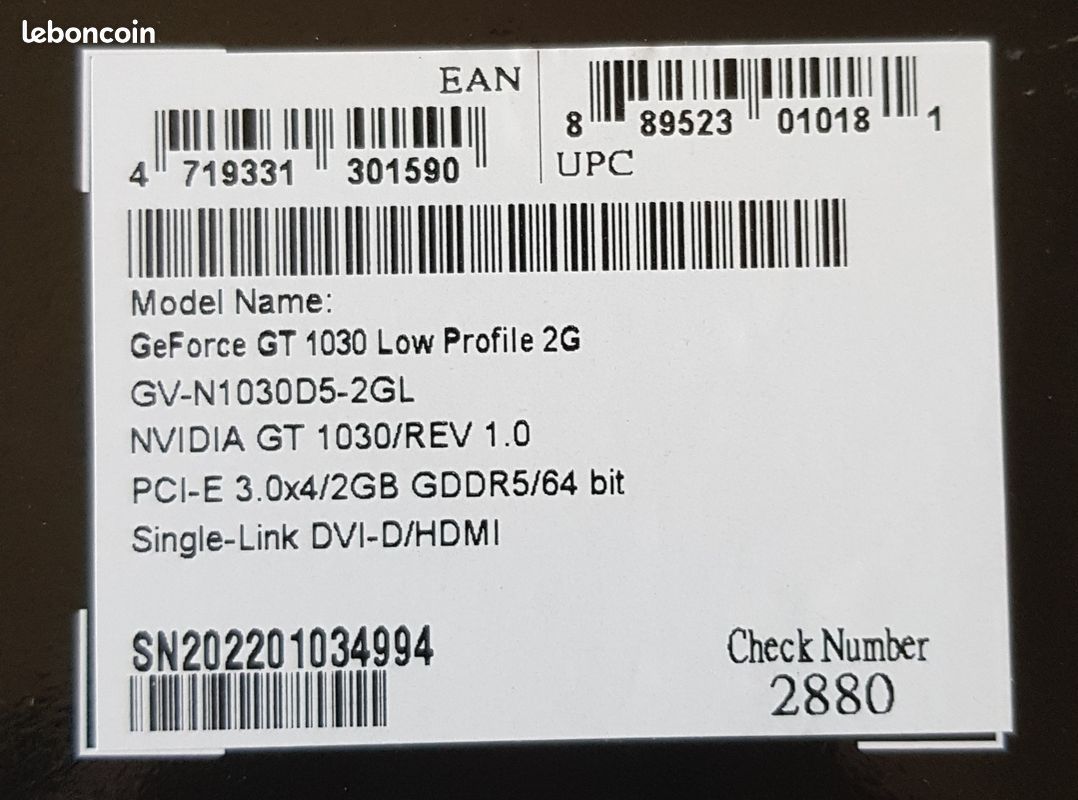 leboncoin
EAN
4 719331 301590
8 89523 01018 1
UPC
Model Name:
GeForce GT 1030 Low Profile 2G
GV-N1030D5-2GL
NVIDIA GT 1030/REV 1.0
PCI-E 3.0x4/2GB GDDR5/64 bit
Single-Link DVI-D/HDMI
SN202201034994
Check Number
2880